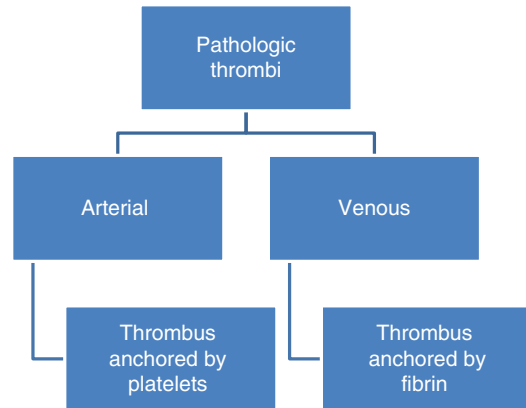 Pathologic
thrombi
Arterial
Venous
Thrombus
anchored by
platelets
Thrombus
anchored by
fibrin